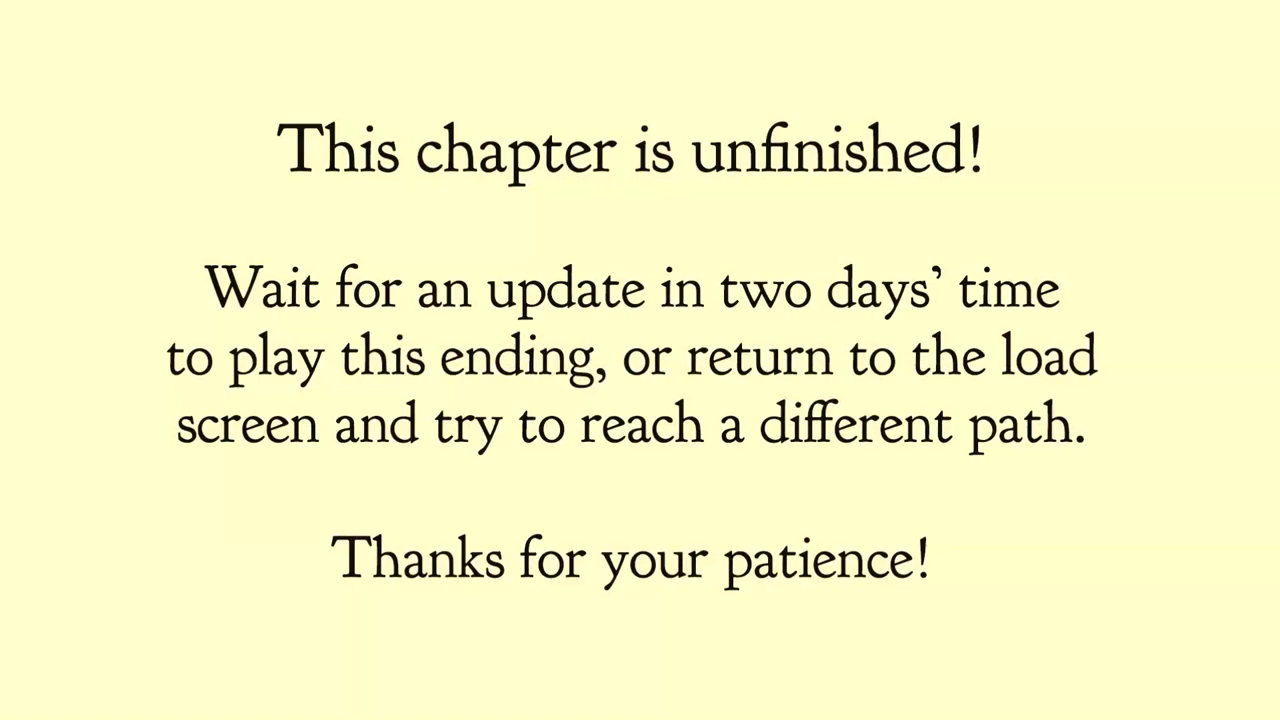 This chapter is unfinished!
Wait for an update in two days’ time
to play this ending, or return to the load
screen and try to reach a different path.
Thanks for your patience!